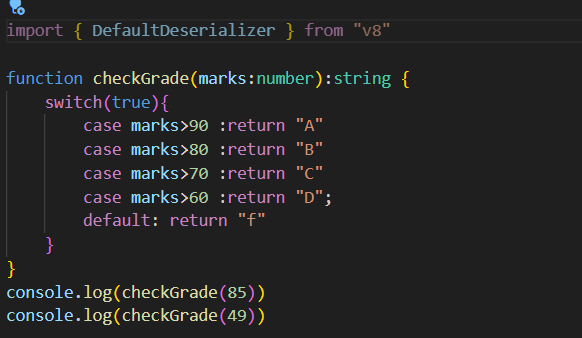 import { DefaultDeserializer } from "v8"
function checkGrade(marks:number):string {
switch(true){
case marks>90 :return "A"
case marks>80 :return "B"
case marks>70 :return "C"
case marks>60 :return "D";
default: return "f"
}
}
console.log(checkGrade(85))
console.log(checkGrade(49))